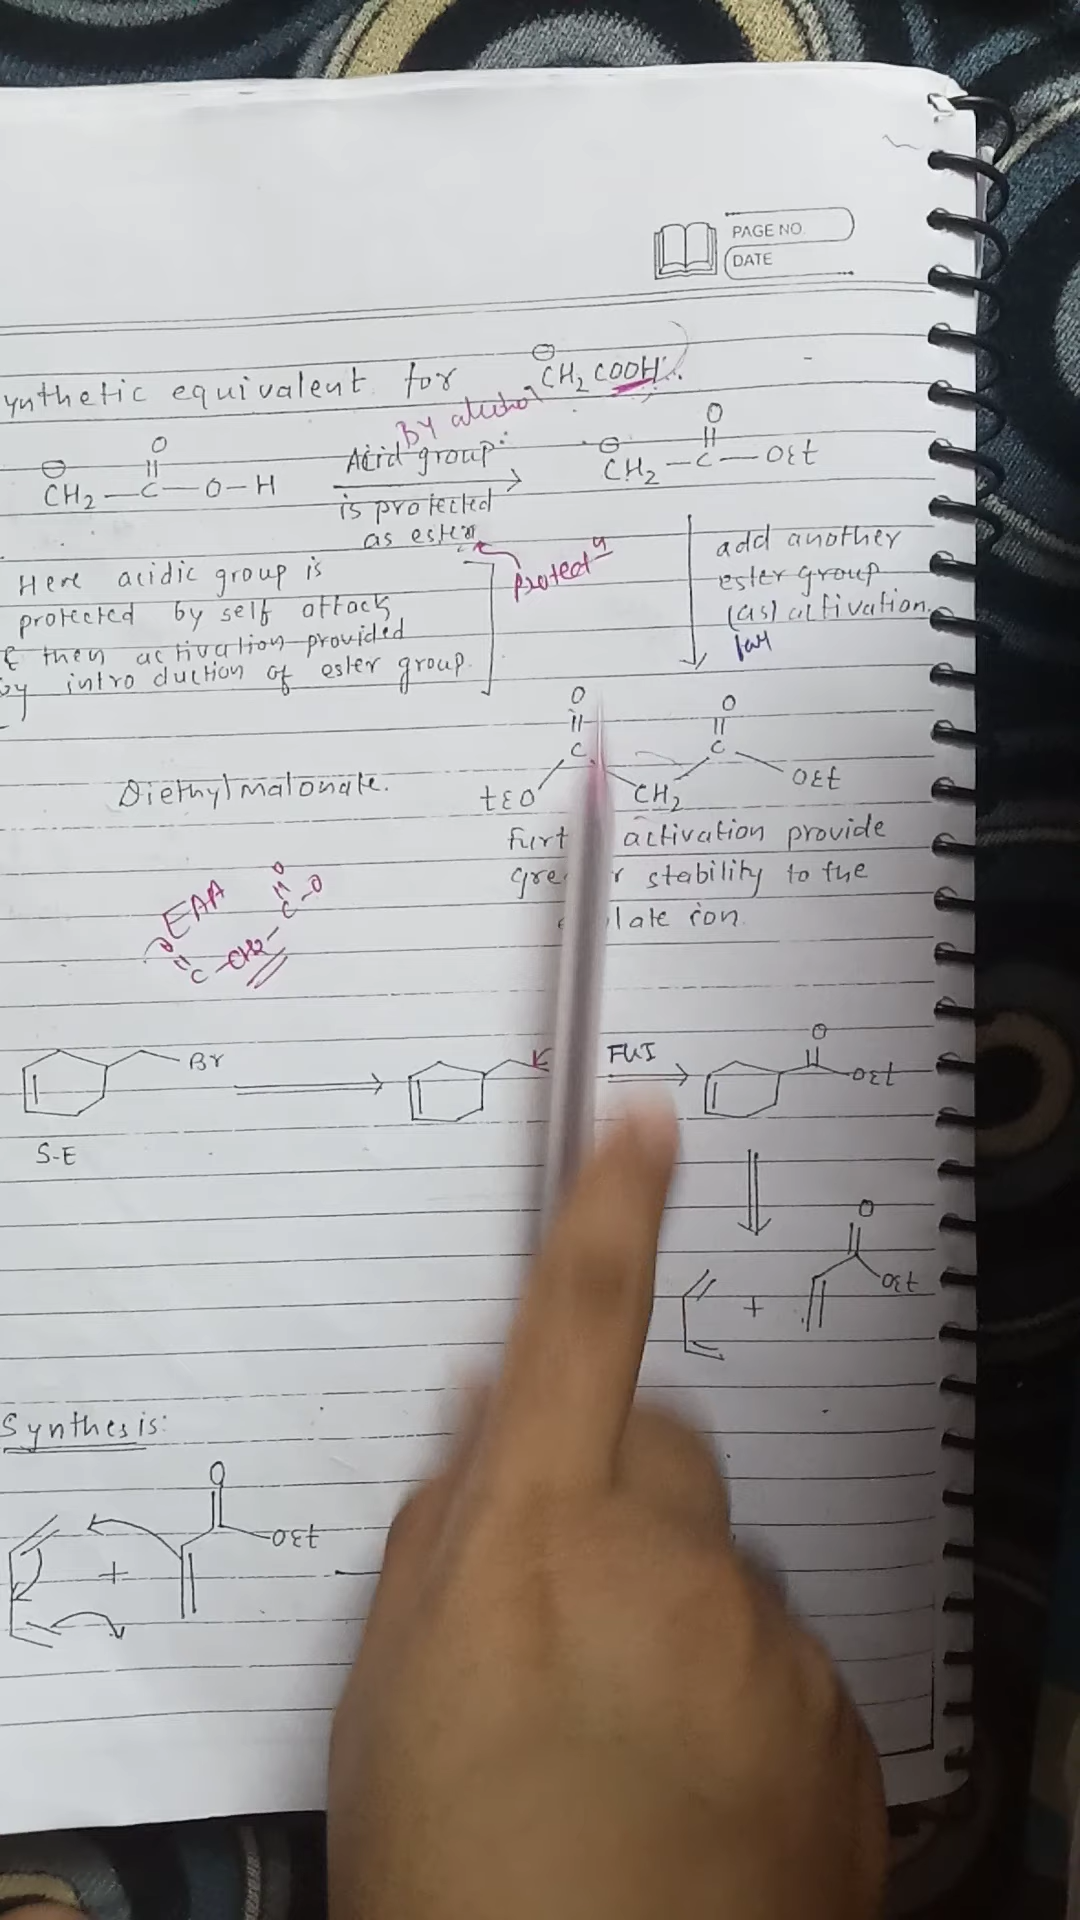 PAGE NO.
DATE
ynthetic equivalent for ⊖CH2COOH.
By alcohol
⊖CH2—C(=O)—O—H
Acid group
is protected
as ester
⊖CH2—C(=O)—OEt
Protectⁿ
Here acidic group is
protected by self attack
& then activation provided
by introduction of ester group.
add another
ester group
(as) activation
O O
C C
tEO CH2 OEt
Diethylmalonate.
activation provide
stability to the
late ion.
EAA
O
C—O
O
C—CH2
Br
S-E
FGI
O
OEt
O
OEt
+
Synthesis:
O
OEt
+